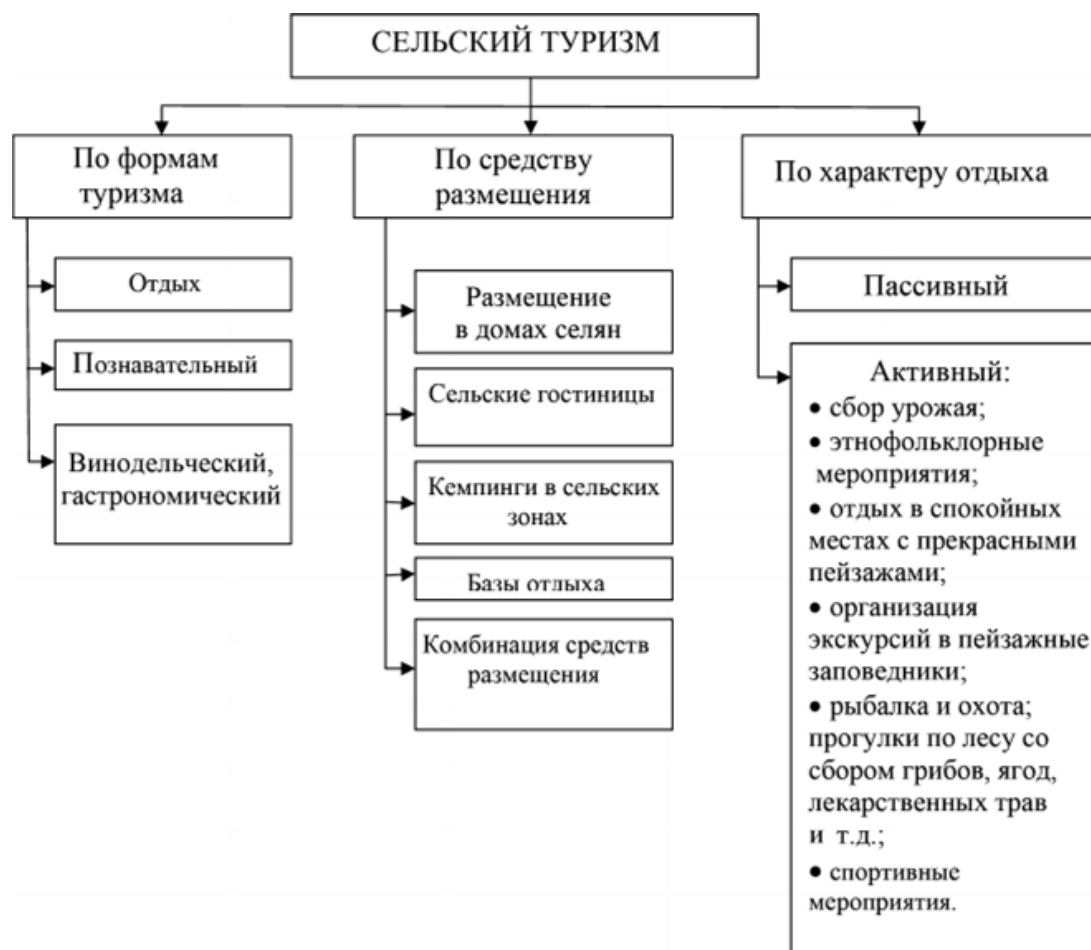 СЕЛЬСКИЙ ТУРИЗМ
По формам
туризма
Отдых
Познавательный
Винодельческий,
гастрономический
По средству
размещения
Размещение
в домах селян
Сельские гостиницы
Кемпинги в сельских
зонах
Базы отдыха
Комбинация средств
размещения
По характеру отдыха
Пассивный
Активный:
• сбор урожая;
• этнофольклорные
мероприятия;
• отдых в спокойных
местах с прекрасными
пейзажами;
• организация
экскурсий в пейзажные
заповедники;
• рыбалка и охота;
прогулки по лесу со
сбором грибов, ягод,
лекарственных трав
и т.д.;
• спортивные
мероприятия.